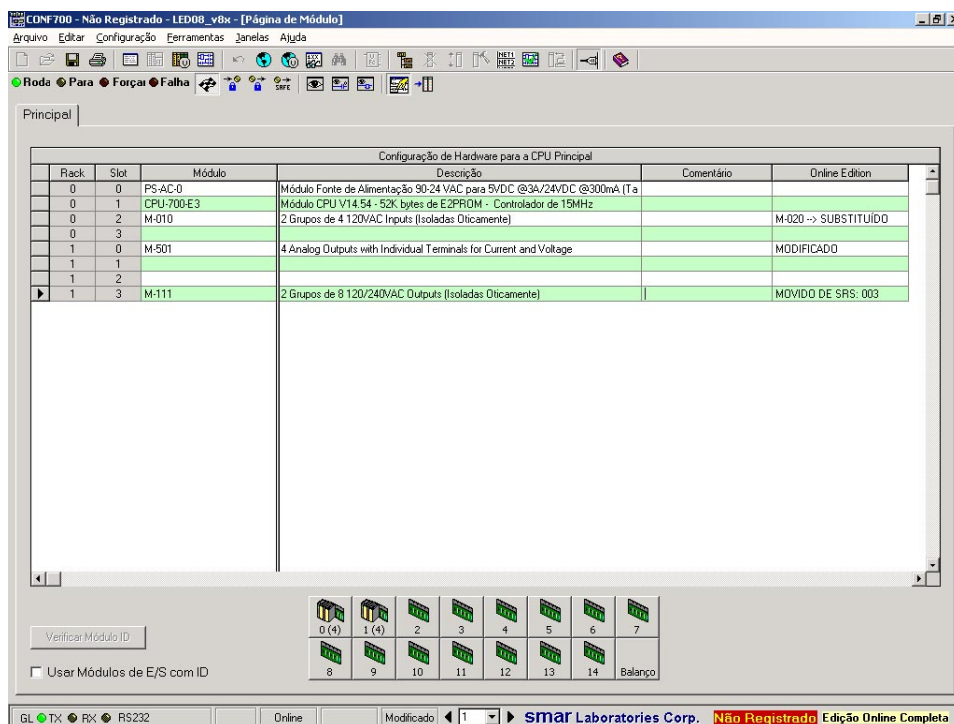 CONF700 - Não Registrado - LED08_v8x - [Página de Módulo]
Arquivo Editar Configuração Ferramentas Janelas Ajuda
Roda Para Forçar Falha
Principal
Configuração de Hardware para a CPU Principal
Rack Slot Módulo Descrição Comentário Online Edition
0 0 PS-AC-0 Módulo Fonte de Alimentação 90-24 VAC para 5VDC @3A/24VDC @300mA (Ta
0 1 CPU-700-E3 Módulo CPU V14.54 - 52K bytes de E2PROM - Controlador de 15MHz
0 2 M-010 2 Grupos de 4 120VAC Inputs (Isoladas Oticamente) M-020 --> SUBSTITUÍDO
0 3
1 0 M-501 4 Analog Outputs with Individual Terminals for Current and Voltage MODIFICADO
1 1
1 2
1 3 M-111 2 Grupos de 8 120/240VAC Outputs (Isoladas Oticamente) MOVIDO DE SRS: 003
0 (4) 1 (4) 2 3 4 5 6 7
Verificar Módulo ID
8 9 10 11 12 13 14 Balanço
Usar Módulos de E/S com ID
GL TX RX RS232 Online Modificado 1 smar Laboratories Corp. Não Registrado Edição Online Completa